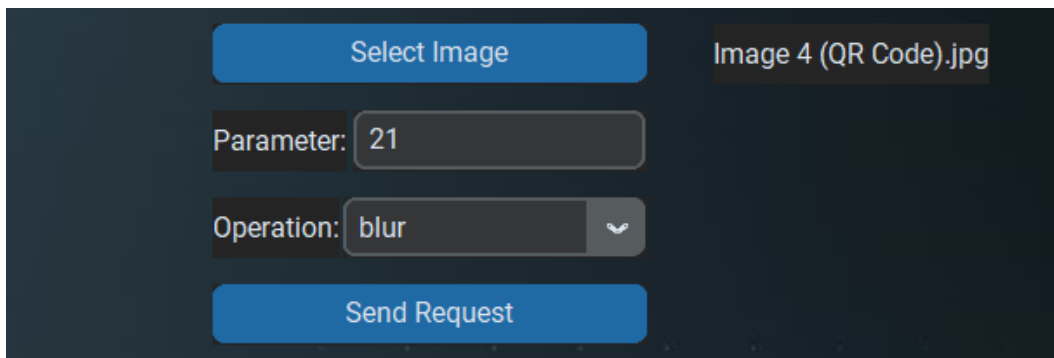 Select Image Image 4 (QR Code).jpg
Parameter: 21
Operation: blur
Send Request